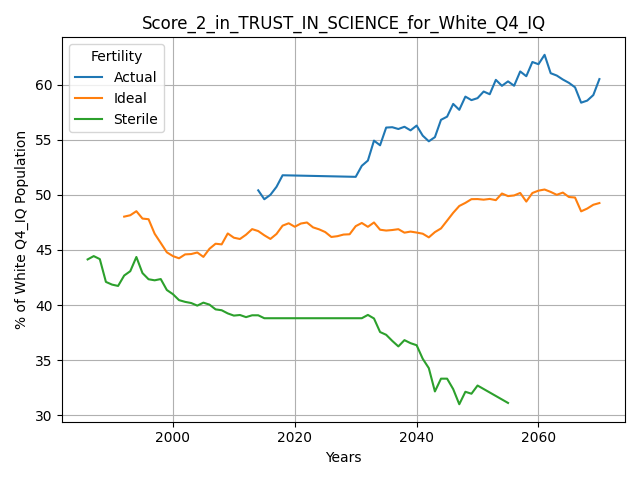 Score_2_in_TRUST_IN_SCIENCE_for_White_Q4_IQ
Fertility
Actual
Ideal
Sterile
% of White Q4_IQ Population
60
55
50
45
40
35
30
2000
2020
2040
2060
Years